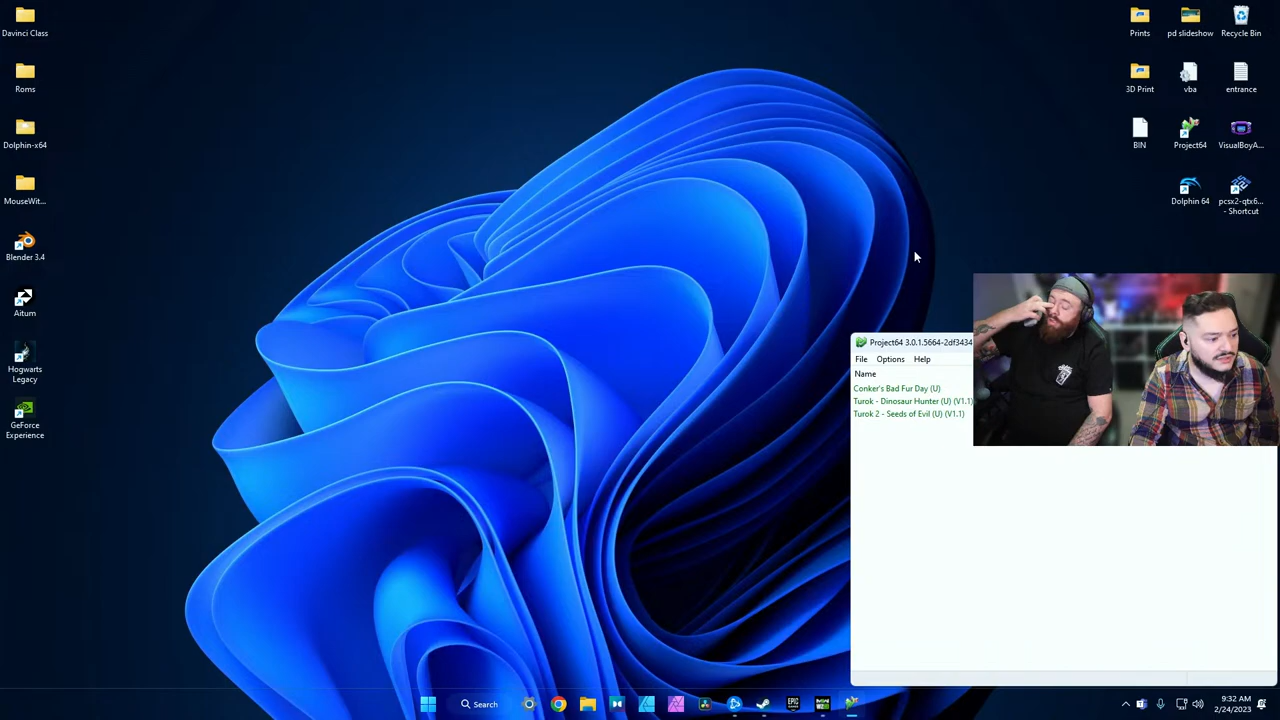 Davinci Class
Roms
Dolphin-x64
MouseWit...
Blender 3.4
Aitum
Hogwarts
Legacy
GeForce
Experience
Prints
pd slideshow
Recycle Bin
3D Print
vba
entrance
BIN
Project64
VisualBoyA...
Dolphin 64
pcsx2-qtx6...
- Shortcut
Project64 3.0.1.5664-2df3434
File Options Help
Name
Conker's Bad Fur Day (U)
Turok - Dinosaur Hunter (U) (V1.1)
Turok 2 - Seeds of Evil (U) (V1.1)
Search
EPIC
9:32 AM
2/24/2023